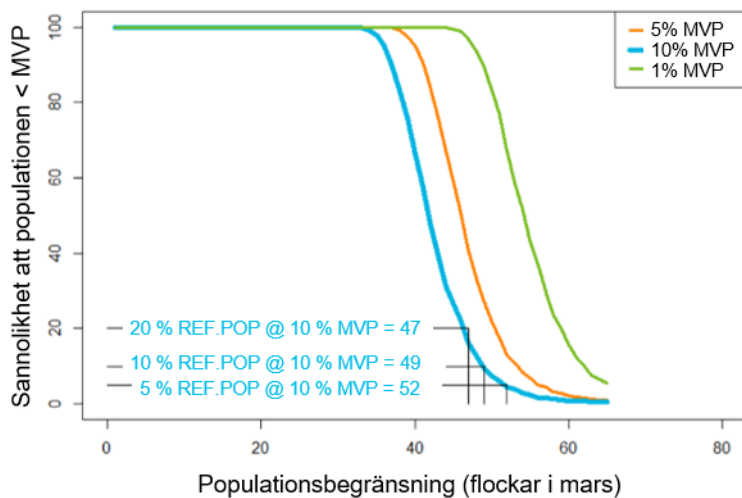 Sannolikhet att populationen < MVP
100
80
60
40
20
0
5% MVP
10% MVP
1% MVP
20 % REF.POP @ 10 % MVP = 47
10 % REF.POP @ 10 % MVP = 49
5 % REF.POP @ 10 % MVP = 52
0 20 40 60 80
Populationsbegränsning (flockar i mars)